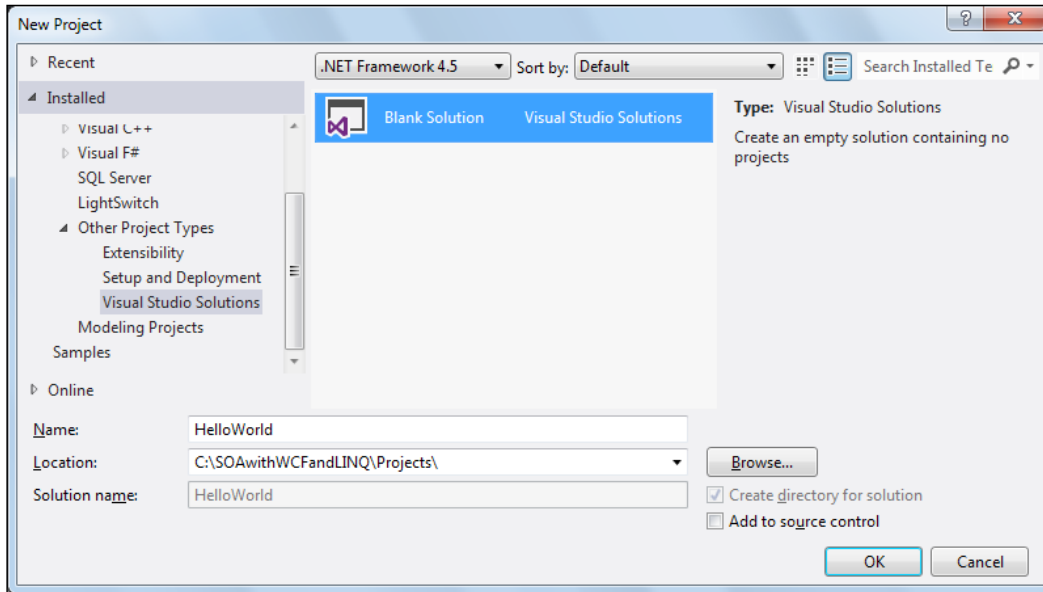 New Project
Recent
.NET Framework 4.5
Sort by:
Default
Search Installed Te
Installed
Visual C++
Visual F#
SQL Server
LightSwitch
Other Project Types
Extensibility
Setup and Deployment
Visual Studio Solutions
Modeling Projects
Samples
Online
Blank Solution Visual Studio Solutions
Type: Visual Studio Solutions
Create an empty solution containing no
projects
Name: HelloWorld
Location: C:\SOAwithWCFandLINQ\Projects\
Browse...
Solution name: HelloWorld
Create directory for solution
Add to source control
OK
Cancel